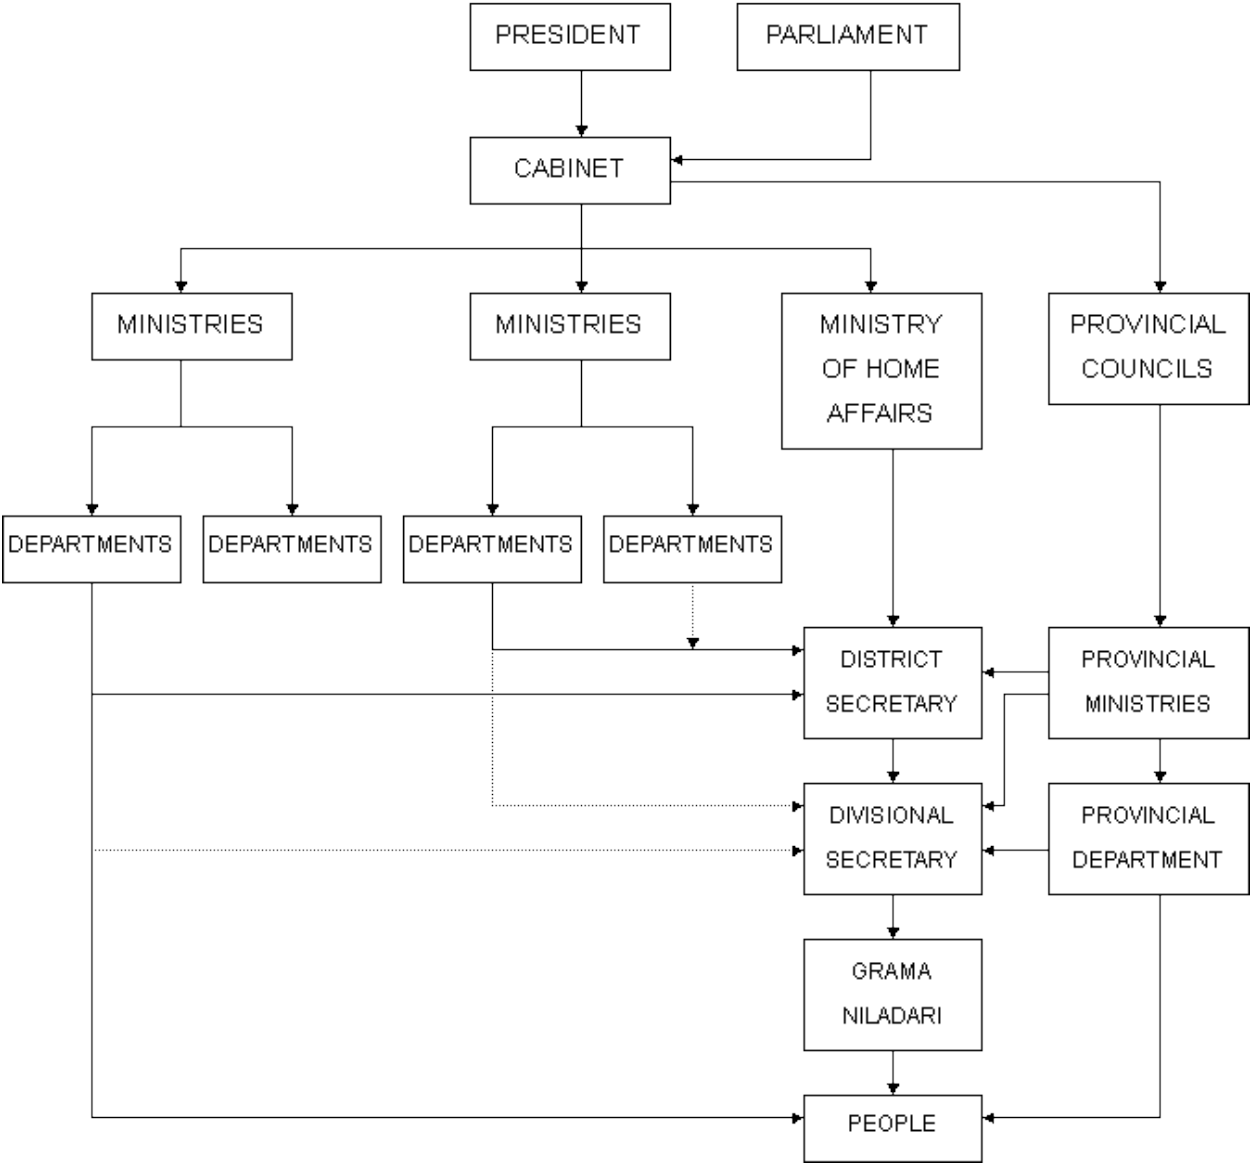 PRESIDENT
PARLIAMENT
CABINET
MINISTRIES
MINISTRIES
MINISTRY
OF HOME
AFFAIRS
PROVINCIAL
COUNCILS
DEPARTMENTS
DEPARTMENTS
DEPARTMENTS
DEPARTMENTS
DISTRICT
SECRETARY
PROVINCIAL
MINISTRIES
DIVISIONAL
SECRETARY
PROVINCIAL
DEPARTMENT
GRAMA
NILADARI
PEOPLE